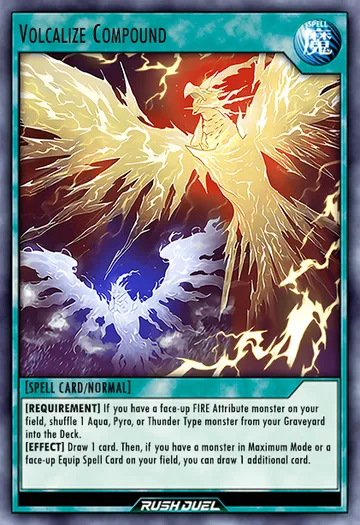 Volcalize Compound
SPELL
魔
[SPELL CARD/NORMAL]
[REQUIREMENT] If you have a face-up FIRE Attribute monster on your
field, shuffle 1 Aqua, Pyro, or Thunder Type monster from your Graveyard
into the Deck.
[EFFECT] Draw 1 card. Then, if you have a monster in Maximum Mode or a
face-up Equip Spell Card on your field, you can draw 1 additional card.
RUSH DUEL